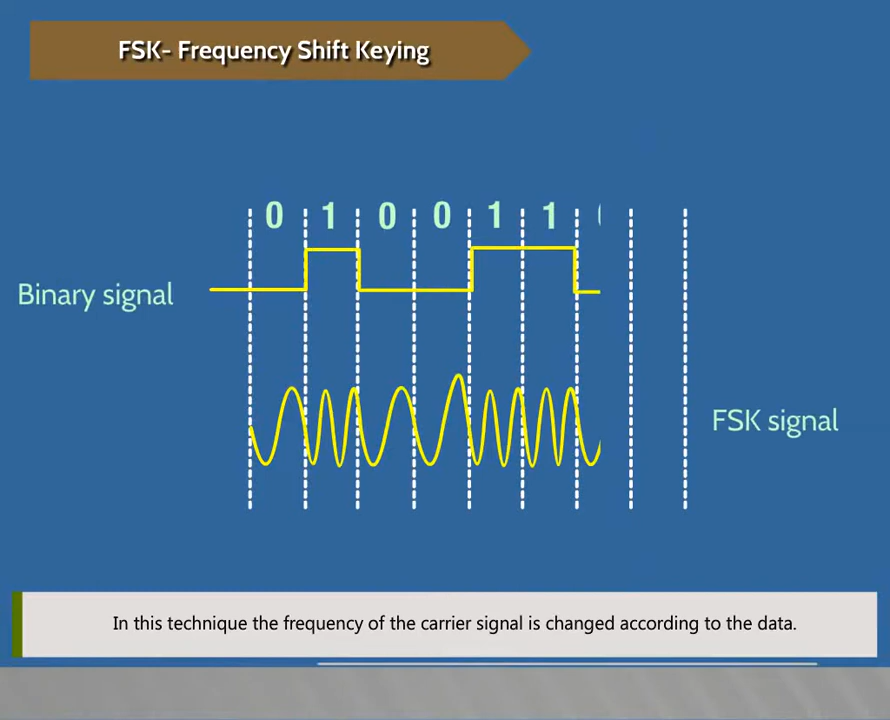 FSK- Frequency Shift Keying
0 1 0 0 1 1
Binary signal
FSK signal
In this technique the frequency of the carrier signal is changed according to the data.